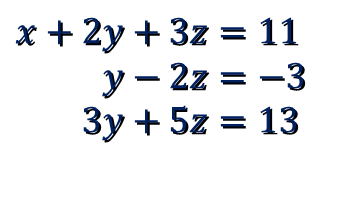 x + 2y + 3z = 11
y − 2z = −3
3y + 5z = 13